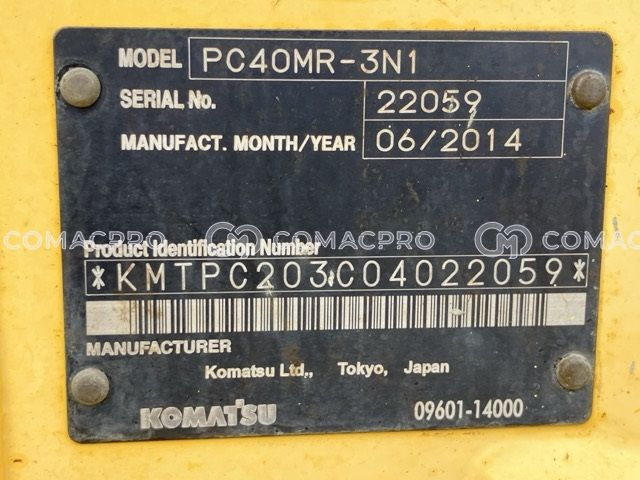 MODEL PC40MR-3N1
SERIAL No. 22059
MANUFACT. MONTH/YEAR 06/2014
COMACPRO COMACPRO COMACPRO
Product Identification Number
*KMTPC203C04022059*
MANUFACTURER
Komatsu Ltd., Tokyo, Japan
KOMATSU 09601-14000